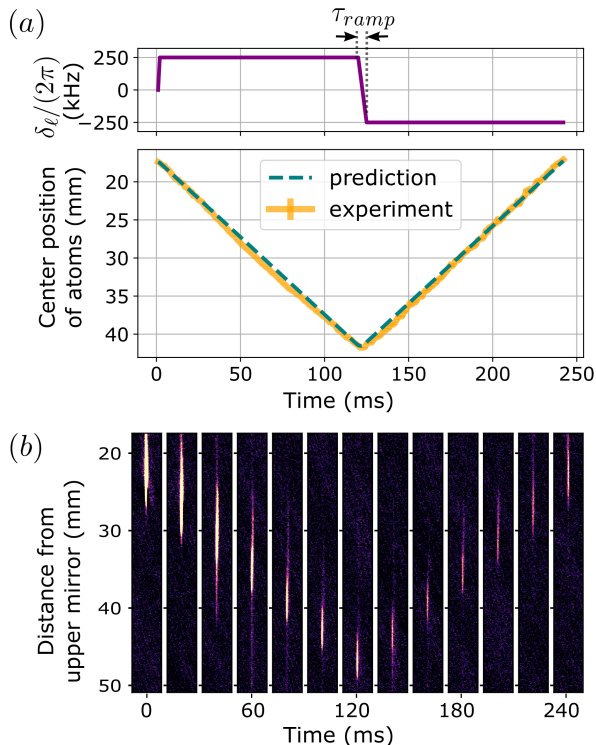 (a)
τ_ramp
δ_ℓ/(2π)
(kHz)
250
0
−250
Center position
of atoms (mm)
20
25
30
35
40
prediction
experiment
0 50 100 150 200 250
Time (ms)
(b)
Distance from
upper mirror (mm)
20
30
40
50
0 60 120 180 240
Time (ms)